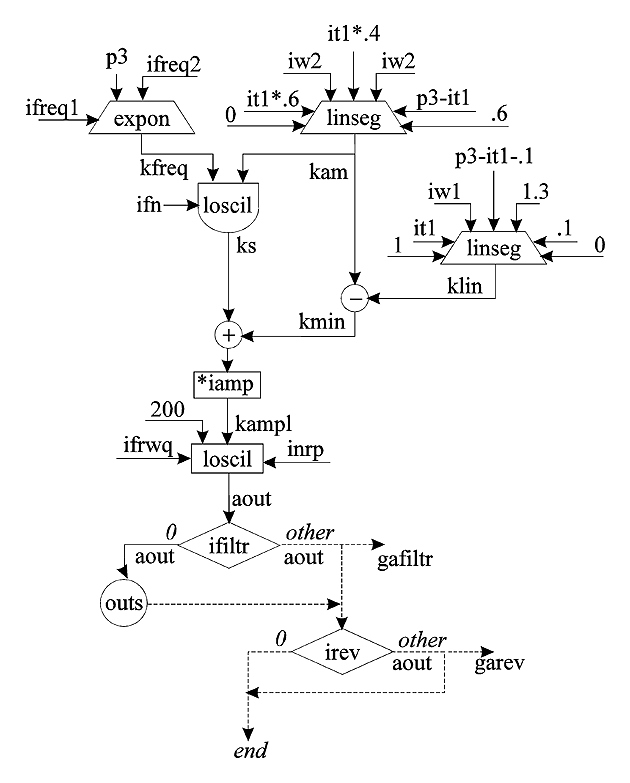 it1*.4
p3
ifreq2
iw2
iw2
ifreq1
it1*.6
p3-it1
0
.6
expon
linseg
p3-it1-.1
kfreq
kam
iw1
1.3
ifn
loscil
it1
.1
ks
1
linseg
0
klin
kmin
−
+
*iamp
200
kampl
ifrwq
loscil
inrp
aout
0
other
ifiltr
aout
aout
gafiltr
outs
0
other
irev
aout
garev
end